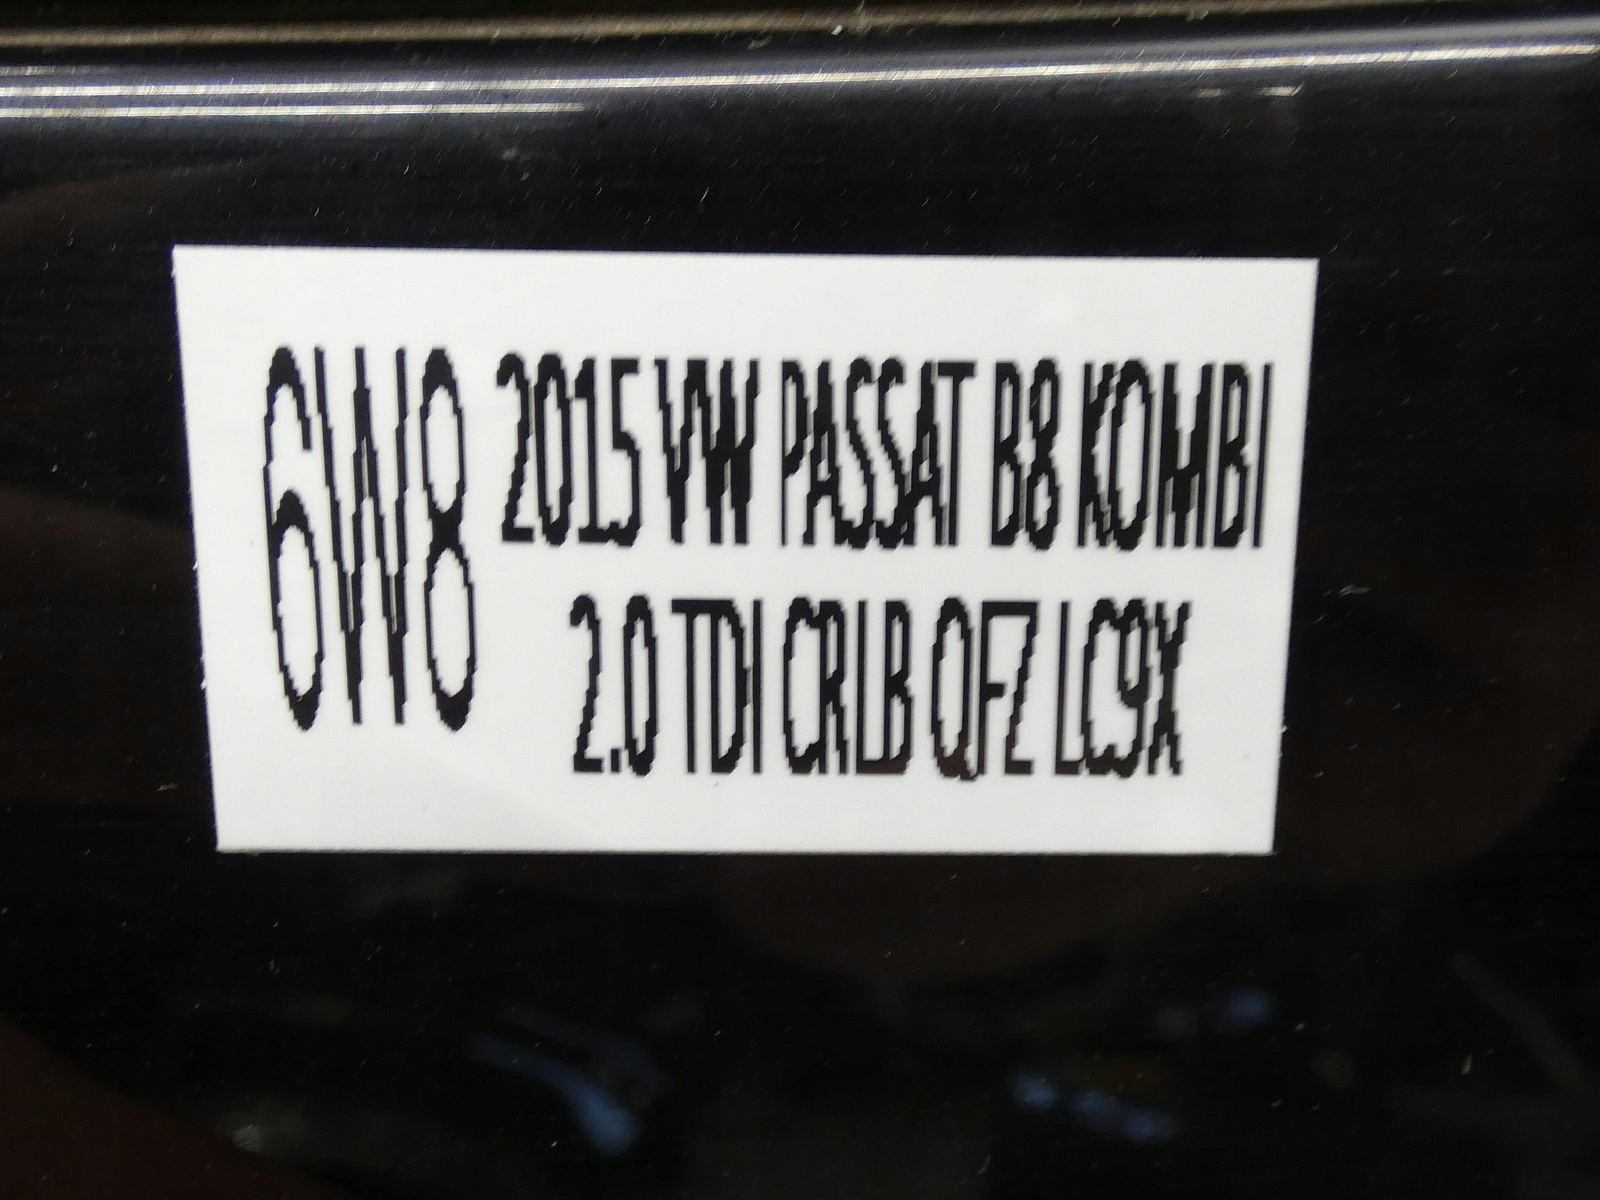 6W8
2015 VW PASSAT B8 KOMBI
2.0 TDI CRLB QFZ LC9X